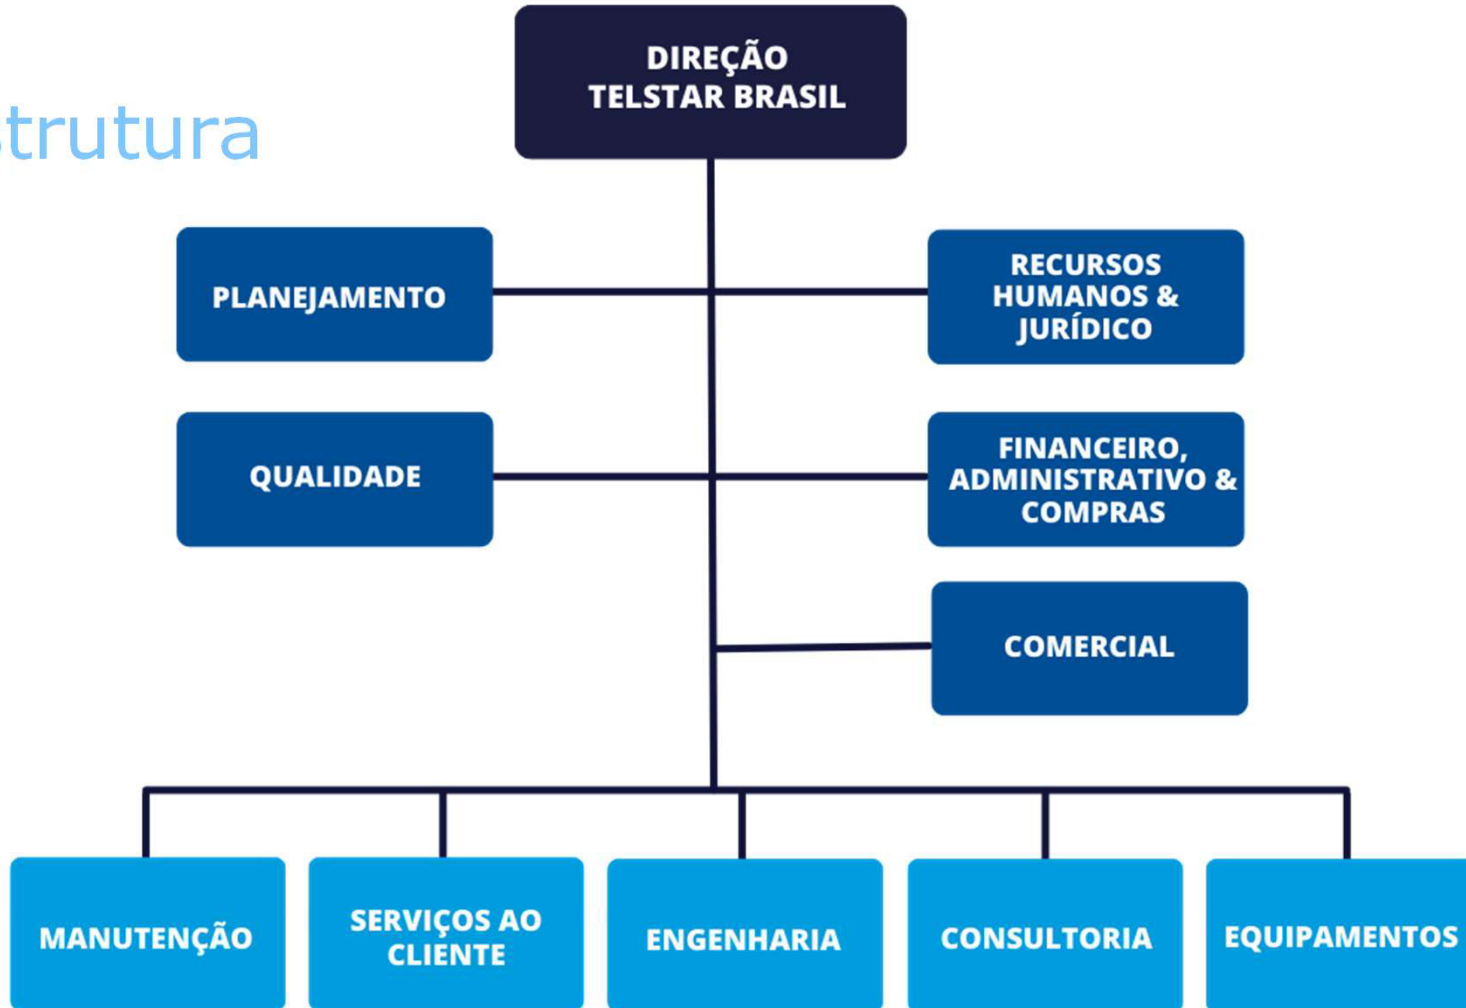 DIREÇÃO
TELSTAR BRASIL
strutura
PLANEJAMENTO
RECURSOS
HUMANOS &
JURÍDICO
QUALIDADE
FINANCEIRO,
ADMINISTRATIVO &
COMPRAS
COMERCIAL
MANUTENÇÃO
SERVIÇOS AO
CLIENTE
ENGENHARIA
CONSULTORIA
EQUIPAMENTOS